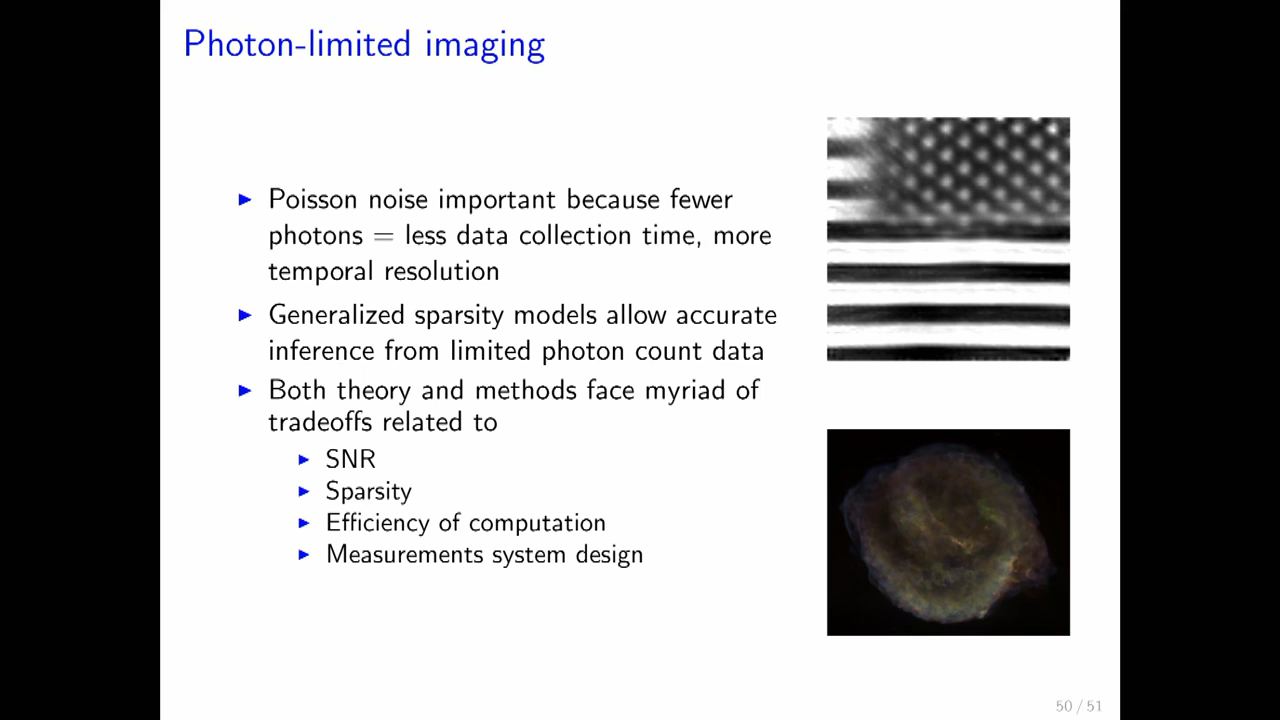 Photon-limited imaging
Poisson noise important because fewer
photons = less data collection time, more
temporal resolution
Generalized sparsity models allow accurate
inference from limited photon count data
Both theory and methods face myriad of
tradeoffs related to
SNR
Sparsity
Efficiency of computation
Measurements system design
50 / 51